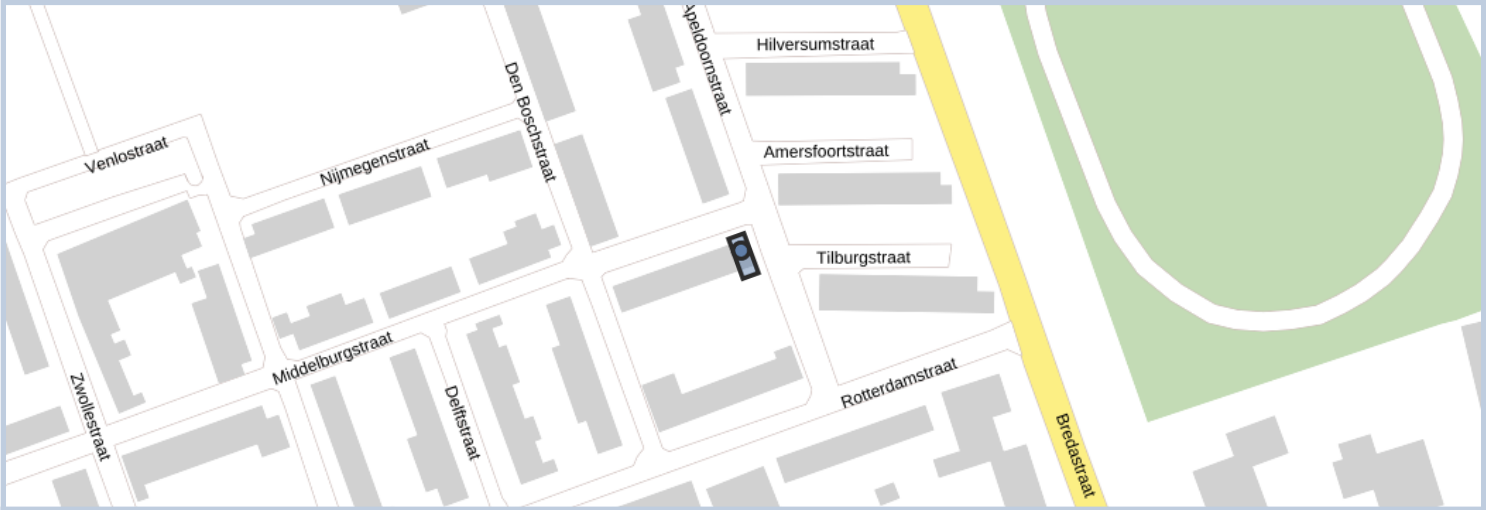 Hilversumstraat
Apeldoornstraat
Den Boschstraat
Venlostraat
Nijmegenstraat
Amersfoortstraat
Tilburgstraat
Middelburgstraat
Zwollestraat
Delftstraat
Rotterdamstraat
Bredastraat